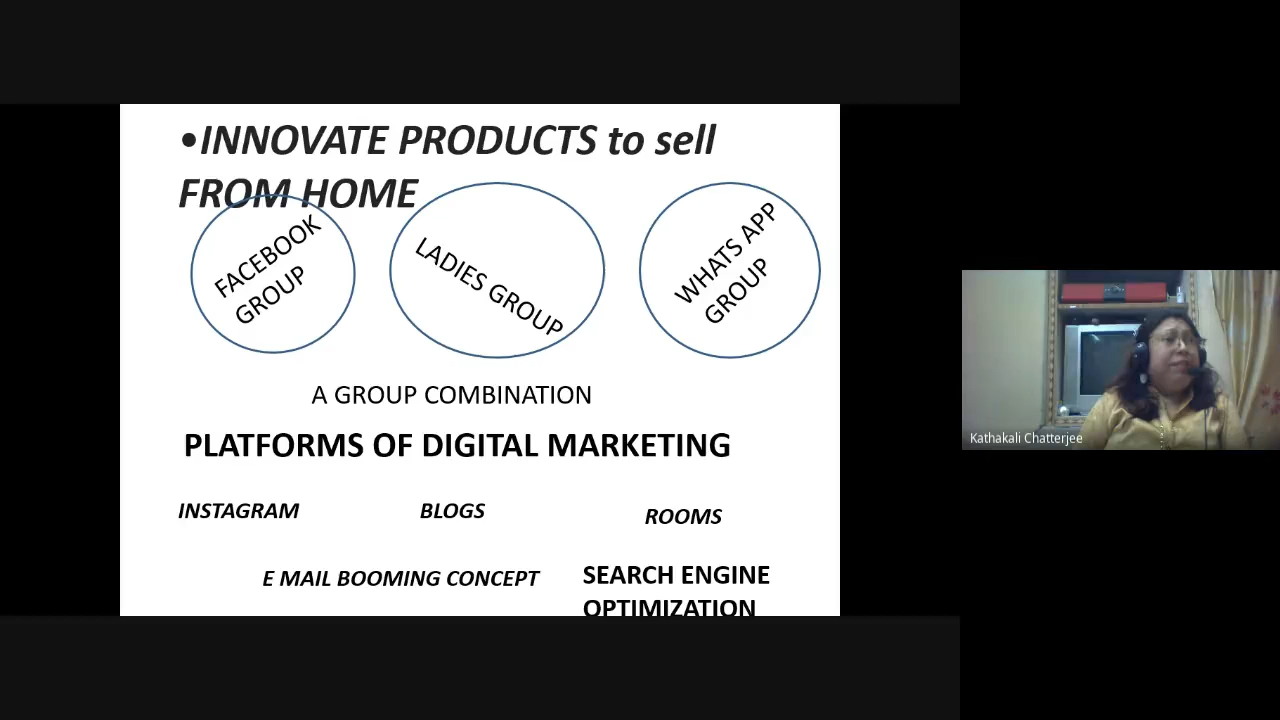 •INNOVATE PRODUCTS to sell
FROM HOME
FACEBOOK
GROUP
LADIES GROUP
WHATS APP
GROUP
A GROUP COMBINATION
PLATFORMS OF DIGITAL MARKETING
INSTAGRAM
BLOGS
ROOMS
E MAIL BOOMING CONCEPT
SEARCH ENGINE
OPTIMIZATION
Kathakali Chatterjee